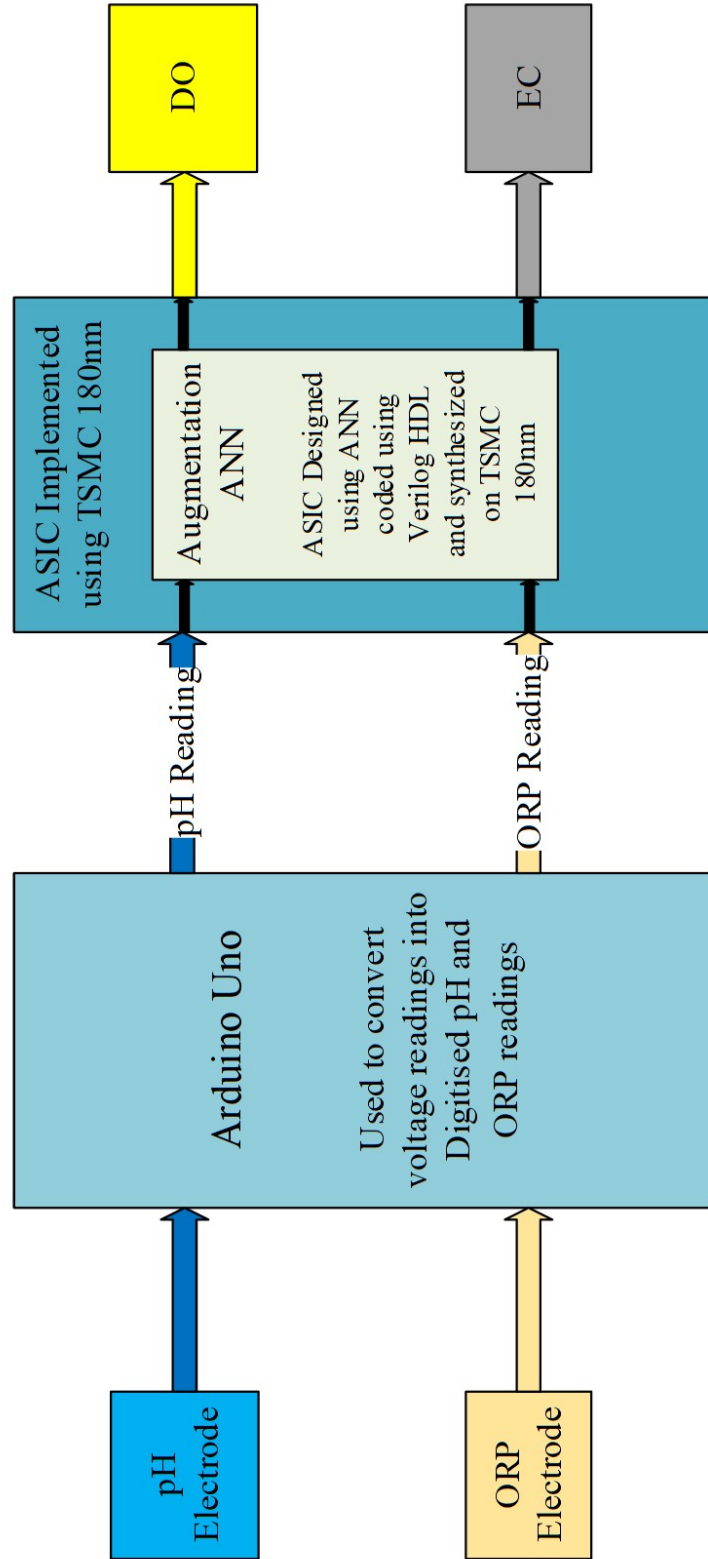 pH
Electrode
ORP
Electrode
Arduino Uno
Used to convert
voltage readings into
Digitised pH and
ORP readings
pH Reading
ORP Reading
ASIC Implemented
using TSMC 180nm
Augmentation
ANN
ASIC Designed
using ANN
coded using
Verilog HDL
and synthesized
on TSMC
180nm
DO
EC